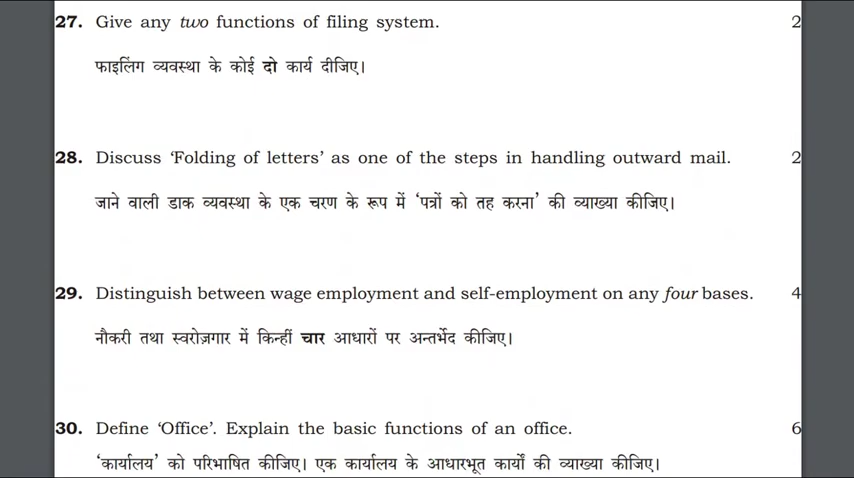 27. Give any two functions of filing system. 2
फाइलिंग व्यवस्था के कोई दो कार्य दीजिए।
28. Discuss ‘Folding of letters’ as one of the steps in handling outward mail. 2
जाने वाली डाक व्यवस्था के एक चरण के रूप में ‘पत्रों को तह करना’ की व्याख्या कीजिए।
29. Distinguish between wage employment and self-employment on any four bases. 4
नौकरी तथा स्वरोज़गार में किन्हीं चार आधारों पर अन्तर्भेद कीजिए।
30. Define ‘Office’. Explain the basic functions of an office. 6
‘कार्यालय’ को परिभाषित कीजिए। एक कार्यालय के आधारभूत कार्यों की व्याख्या कीजिए।